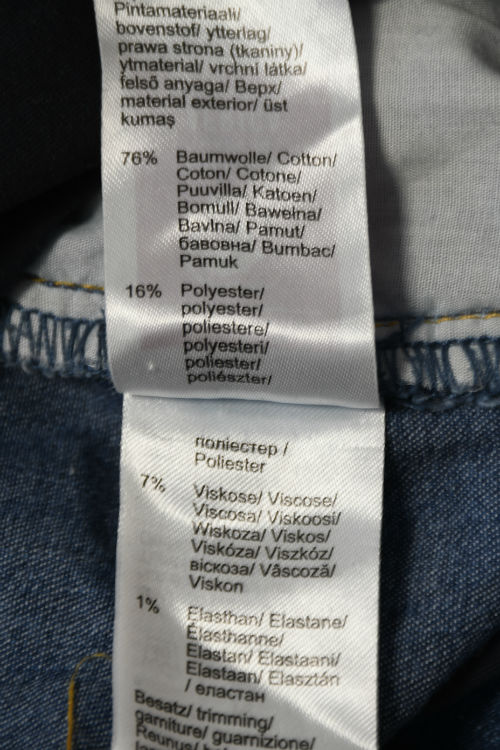 Pintamateriaali/
bovenstof/ ytterlag/
prawa strona (tkaniny)/
ytmaterial/ vrchní látka/
felső anyaga/ Верх/
material exterior/ üst
kumaş
76% Baumwolle/ Cotton/
Coton/ Cotone/
Puuvilla/ Katoen/
Bomull/ Bawełna/
Bavlna/ Pamut/
бавовна/ Bumbac/
Pamuk
16% Polyester/
polyester/
poliestere/
polyesteri/
poliester/
poliészter/
поліестер /
Poliester
7% Viskose/ Viscose/
Viscosa/ Viskoosi/
Wiskoza/ Viskos/
Viskóza/ Viszkóz/
віскоза/ Vâscoză/
Viskon
1% Elasthan/ Elastane/
Élasthanne/
Elastan/ Elastaani/
Elastaan/ Elasztán
/ еластан
Besatz/ trimming/
garniture/ guarnizione/
Reunus/